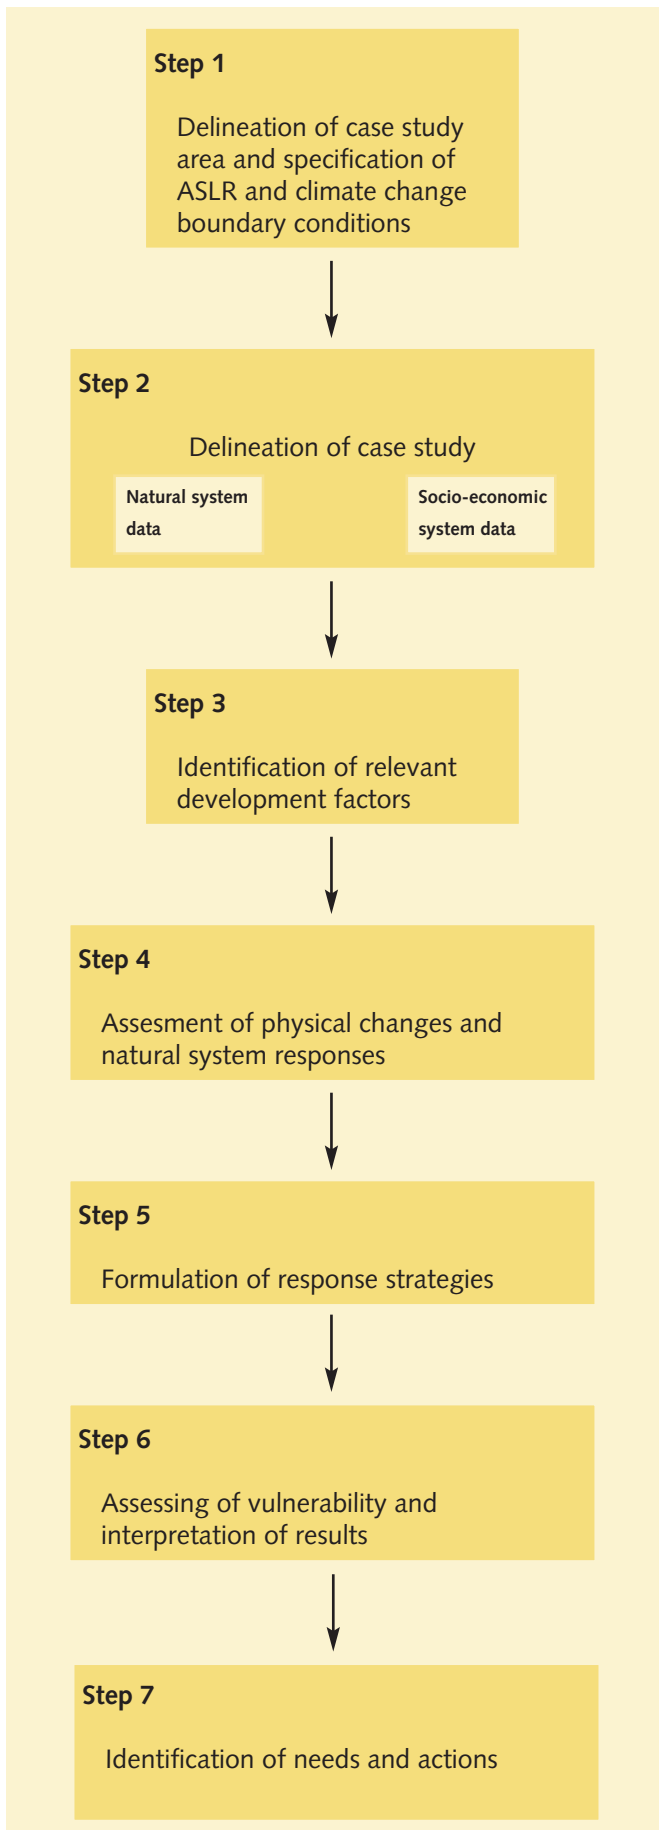 Step 1
Delineation of case study
area and specification of
ASLR and climate change
boundary conditions
Step 2
Delineation of case study
Natural system
data
Socio-economic
system data
Step 3
Identification of relevant
development factors
Step 4
Assesment of physical changes and
natural system responses
Step 5
Formulation of response strategies
Step 6
Assessing of vulnerability and
interpretation of results
Step 7
Identification of needs and actions